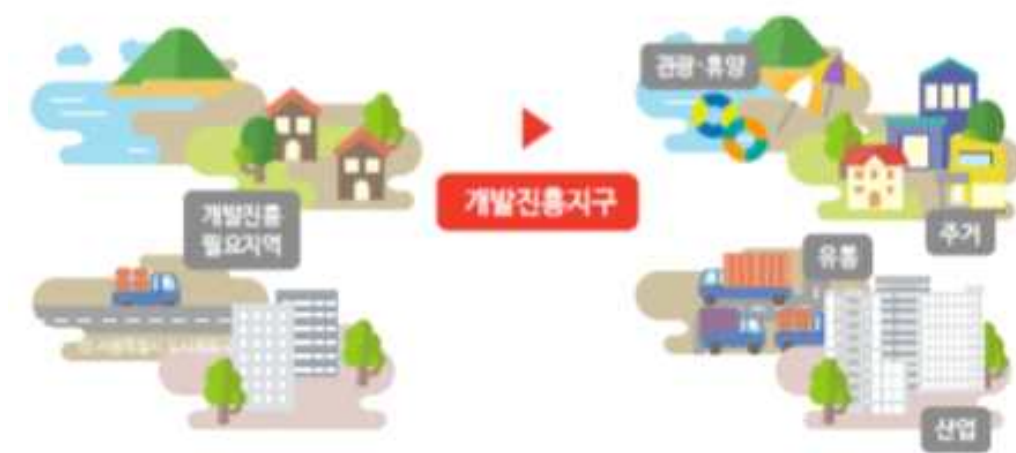 개발진흥
필요지역
개발진흥지구
관광·휴양
주거
유통
산업